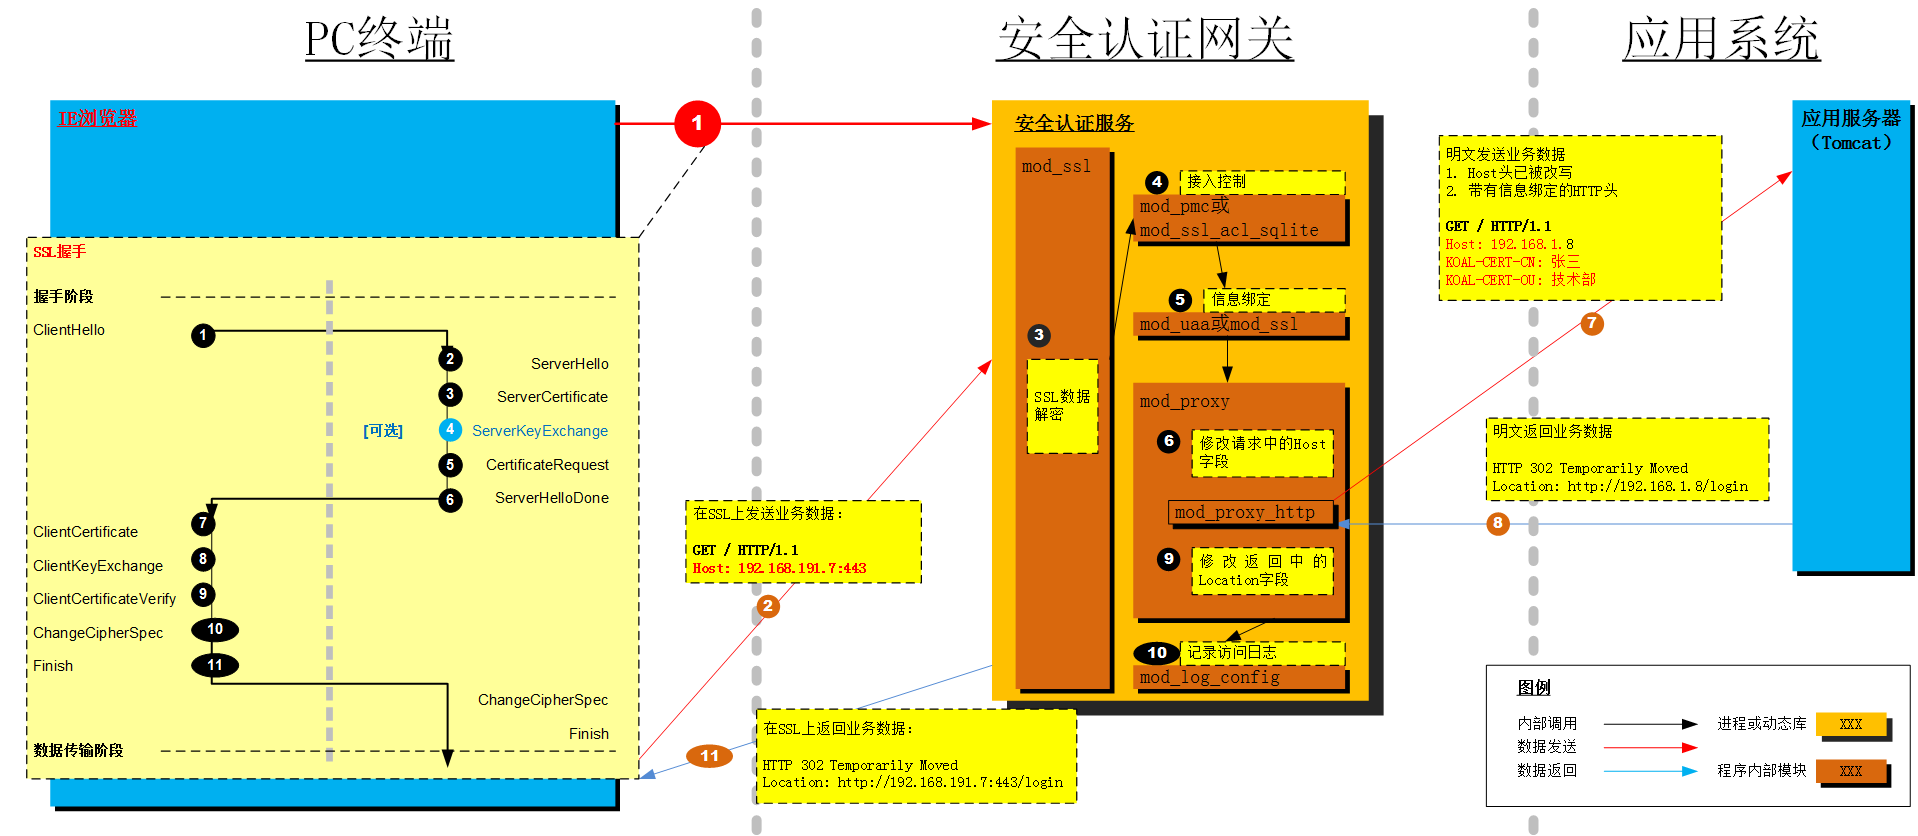 PC终端
安全认证网关
应用系统
IE浏览器
1
SSL握手
握手阶段
ClientHello
1
2
ServerHello
3
ServerCertificate
[可选]
4
ServerKeyExchange
5
CertificateRequest
6
ServerHelloDone
7
ClientCertificate
8
ClientKeyExchange
9
ClientCertificateVerify
10
ChangeCipherSpec
11
Finish
ChangeCipherSpec
Finish
数据传输阶段
在SSL上发送业务数据:
GET / HTTP/1.1
Host: 192.168.191.7:443
2
11
在SSL上返回业务数据:
HTTP 302 Temporarily Moved
Location: http://192.168.191.7:443/login
安全认证服务
mod_ssl
3
SSL数据
解密
4
接入控制
mod_pmc或
mod_ssl_acl_sqlite
5
信息绑定
mod_uaa或mod_ssl
mod_proxy
6
修改请求中的Host
字段
mod_proxy_http
9
修改返回中的
Location字段
10
记录访问日志
mod_log_config
明文发送业务数据
1. Host头已被改写
2. 带有信息绑定的HTTP头
GET / HTTP/1.1
Host: 192.168.1.8
KOAL-CERT-CN: 张三
KOAL-CERT-OU: 技术部
7
明文返回业务数据
HTTP 302 Temporarily Moved
Location: http://192.168.1.8/login
8
应用服务器
（Tomcat）
图例
内部调用
进程或动态库
XXX
数据发送
数据返回
程序内部模块
XXX